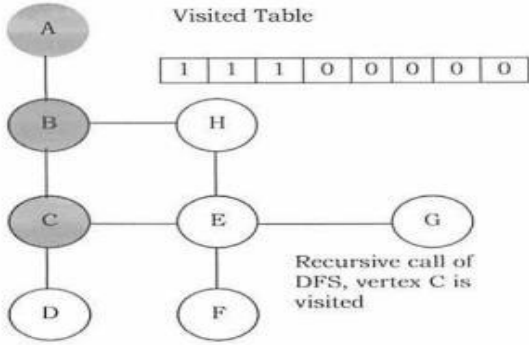 A
Visited Table
1 1 1 0 0 0 0 0
B H
C E G
Recursive call of
DFS, vertex C is
visited
D F